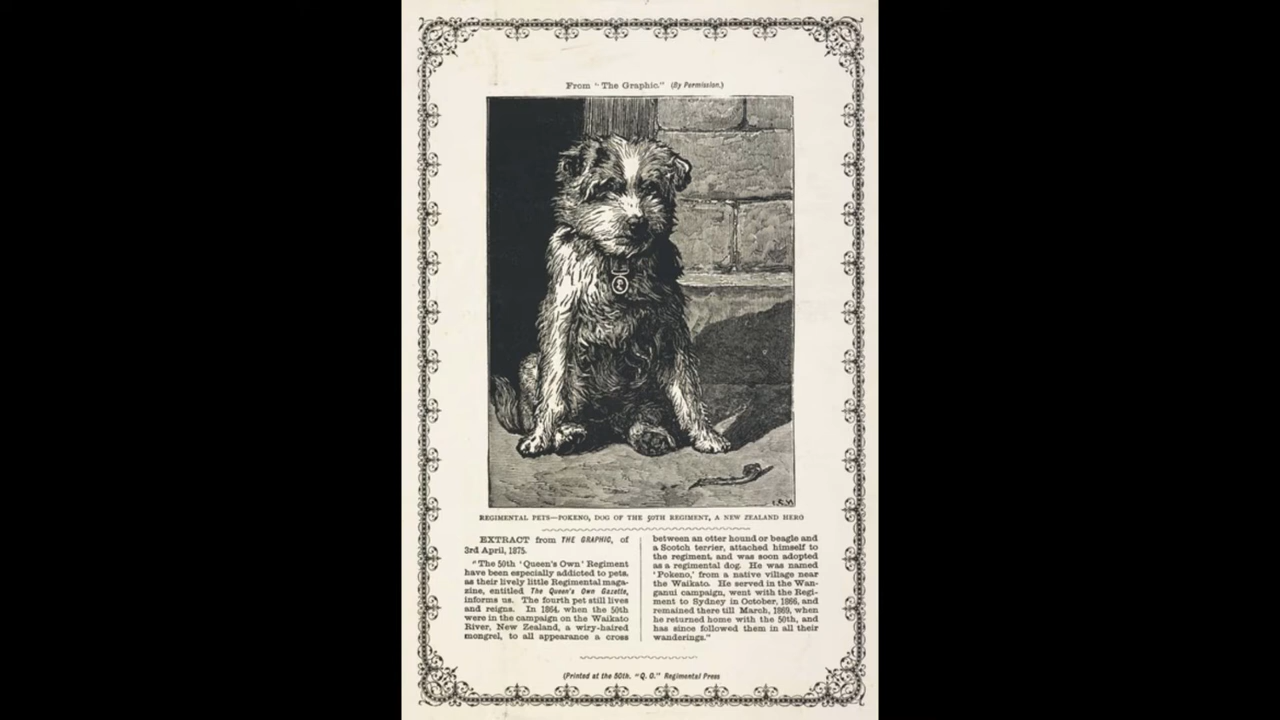 From "The Graphic." (By Permission.)
REGIMENTAL PETS—POKENO, DOG OF THE 50TH REGIMENT, A NEW ZEALAND HERO
EXTRACT from THE GRAPHIC, of
3rd April, 1875.
"The 50th 'Queen's Own' Regiment
have been especially addicted to pets,
as their lively little Regimental maga-
zine, entitled The Queen's Own Gazette,
informs us. The fourth pet still lives
and reigns. In 1864, when the 50th
were in the campaign on the Waikato
River, New Zealand, a wiry-haired
mongrel, to all appearance a cross
between an otter hound or beagle and
a Scotch terrier, attached himself to
the regiment, and was soon adopted
as a regimental dog. He was named
'Pokeno,' from a native village near
the Waikato. He served in the Wan-
ganui campaign, went with the Regi-
ment to Sydney in October, 1866, and
remained there till March, 1869, when
he returned home with the 50th, and
has since followed them in all their
wanderings."
(Printed at the 50th. "Q. O." Regimental Press